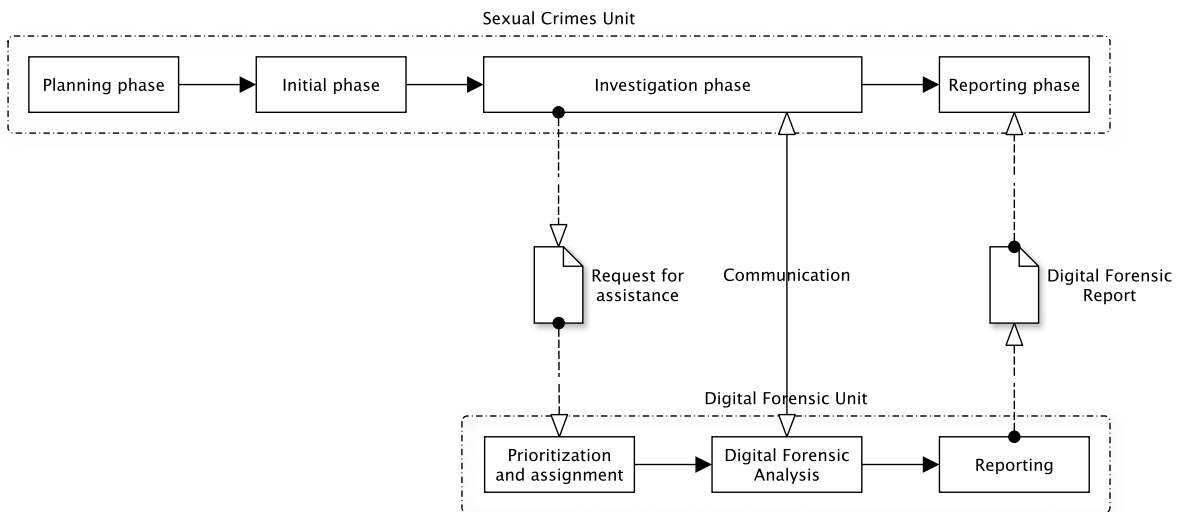 Sexual Crimes Unit
Planning phase
Initial phase
Investigation phase
Reporting phase
Request for
assistance
Communication
Digital Forensic
Report
Digital Forensic Unit
Prioritization
and assignment
Digital Forensic
Analysis
Reporting